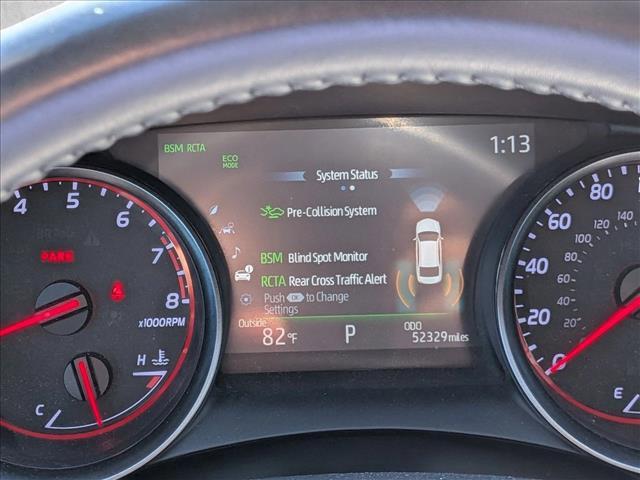 BSM RCTA
ECO
MODE
1:13
System Status
Pre-Collision System
BSM Blind Spot Monitor
RCTA Rear Cross Traffic Alert
Push OK to Change
Settings
Outside
82°F
P
ODO
52329 miles
4
5
6
7
8
x1000RPM
PARK
H
C
0
20
40
60
80
20
40
60
80
100
120
140
E